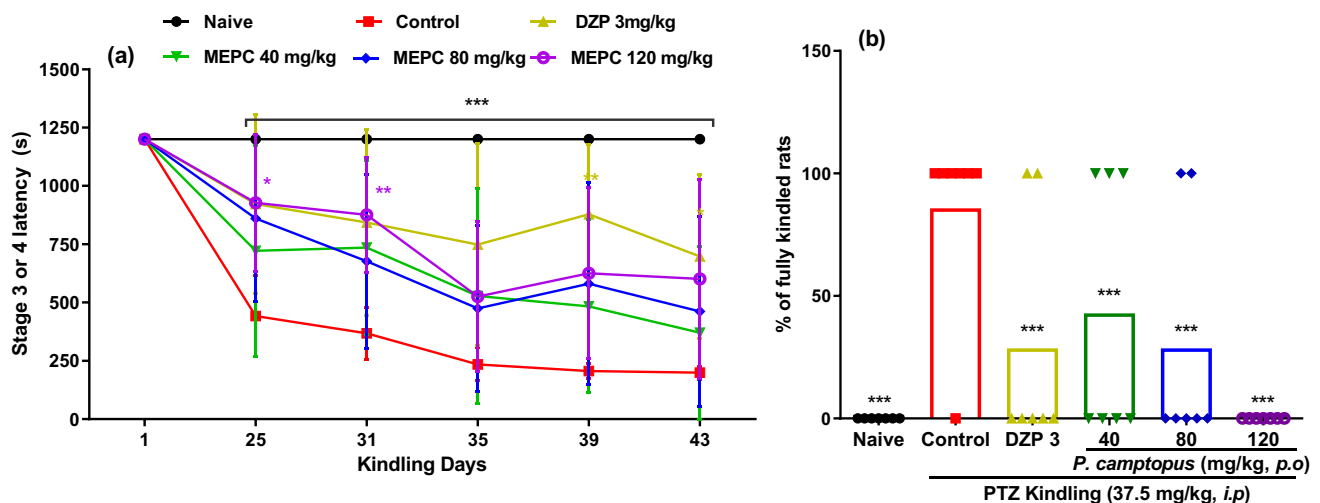 Naive Control DZP 3mg/kg
MEPC 40 mg/kg MEPC 80 mg/kg MEPC 120 mg/kg
(a)
Stage 3 or 4 latency (s)
1500
1250
1000
750
500
250
0
***
*
**
**
*
1 25 31 35 39 43
Kindling Days
(b)
% of fully kindled rats
150
100
50
0
***
***
***
***
***
Naive Control DZP 3 40 80 120
P. camptopus (mg/kg, p.o)
PTZ Kindling (37.5 mg/kg, i.p)